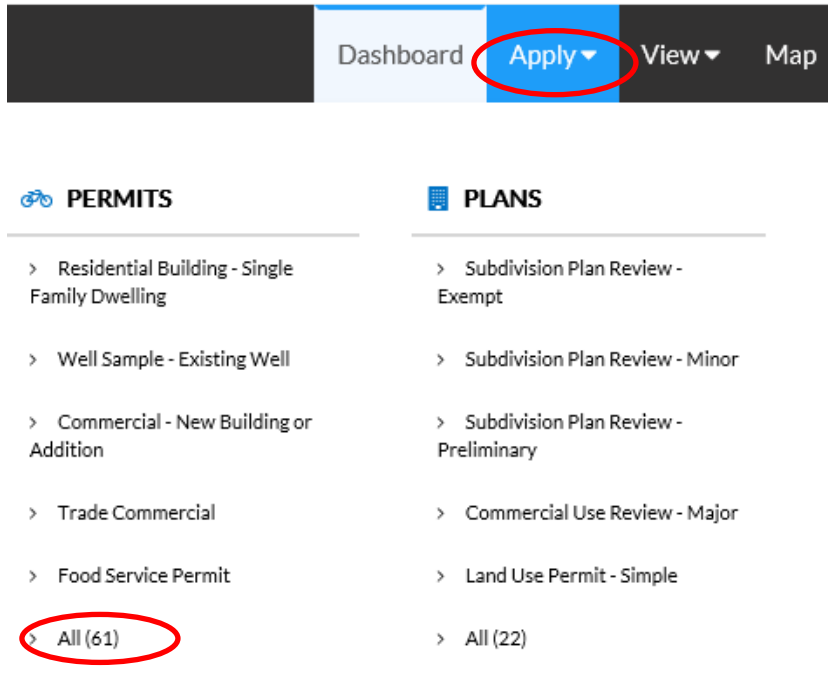 Dashboard Apply View Map
PERMITS
> Residential Building - Single
Family Dwelling
> Well Sample - Existing Well
> Commercial - New Building or
Addition
> Trade Commercial
> Food Service Permit
> All (61)
PLANS
> Subdivision Plan Review -
Exempt
> Subdivision Plan Review - Minor
> Subdivision Plan Review -
Preliminary
> Commercial Use Review - Major
> Land Use Permit - Simple
> All (22)